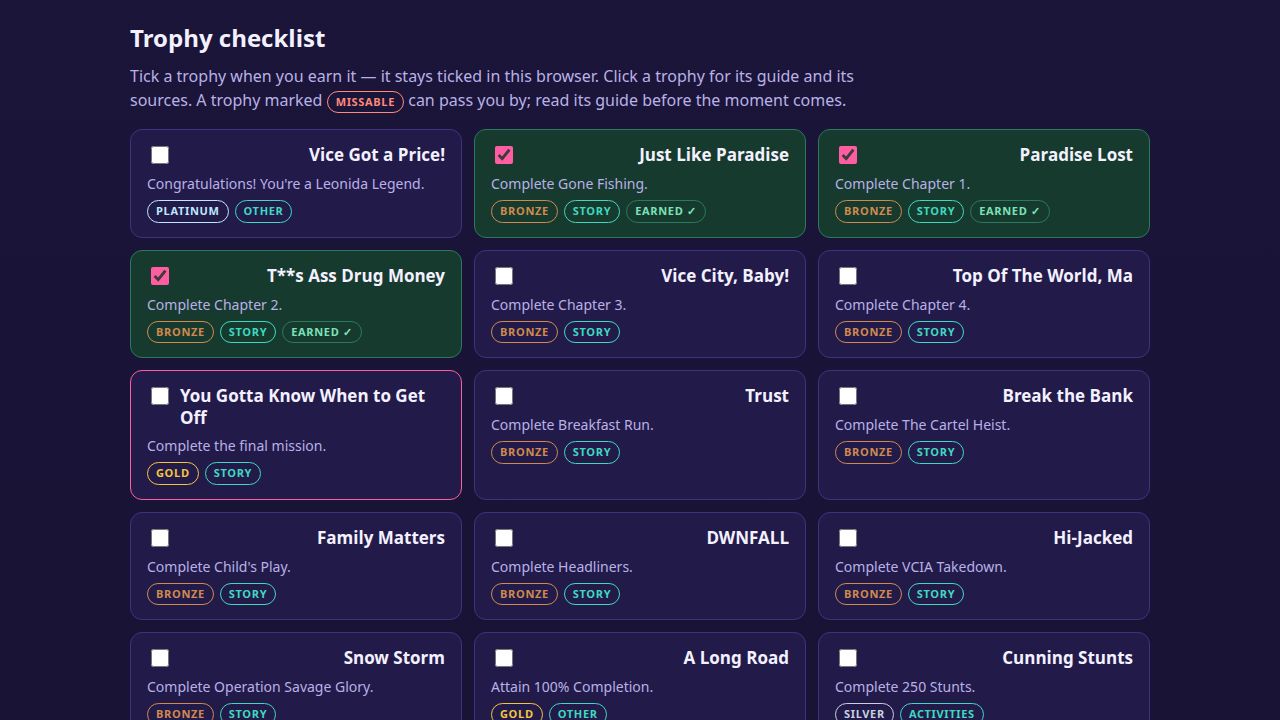 Trophy checklist
Tick a trophy when you earn it — it stays ticked in this browser. Click a trophy for its guide and its
sources. A trophy marked MISSABLE can pass you by; read its guide before the moment comes.
Vice Got a Price!
Congratulations! You're a Leonida Legend.
PLATINUM OTHER
Just Like Paradise
Complete Gone Fishing.
BRONZE STORY EARNED ✓
Paradise Lost
Complete Chapter 1.
BRONZE STORY EARNED ✓
T**s Ass Drug Money
Complete Chapter 2.
BRONZE STORY EARNED ✓
Vice City, Baby!
Complete Chapter 3.
BRONZE STORY
Top Of The World, Ma
Complete Chapter 4.
BRONZE STORY
You Gotta Know When to Get
Off
Complete the final mission.
GOLD STORY
Trust
Complete Breakfast Run.
BRONZE STORY
Break the Bank
Complete The Cartel Heist.
BRONZE STORY
Family Matters
Complete Child's Play.
BRONZE STORY
DWNFALL
Complete Headliners.
BRONZE STORY
Hi-Jacked
Complete VCIA Takedown.
BRONZE STORY
Snow Storm
Complete Operation Savage Glory.
BRONZE STORY
A Long Road
Attain 100% Completion.
GOLD OTHER
Cunning Stunts
Complete 250 Stunts.
SILVER ACTIVITIES